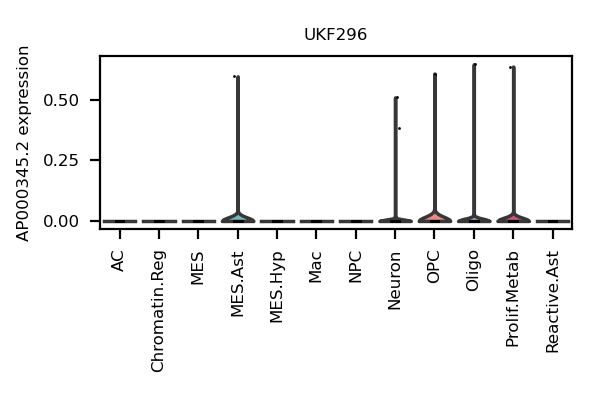 UKF296
AP000345.2 expression
0.50
0.25
0.00
AC
Chromatin.Reg
MES
MES.Ast
MES.Hyp
Mac
NPC
Neuron
OPC
Oligo
Prolif.Metab
Reactive.Ast